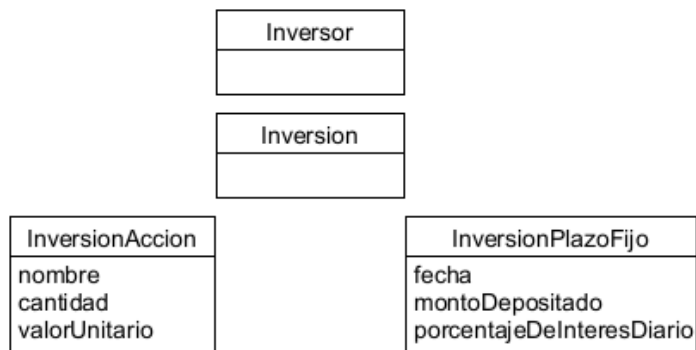 Inversor
Inversion
InversionAccion
nombre
cantidad
valorUnitario
InversionPlazoFijo
fecha
montoDepositado
porcentajeDeInteresDiario